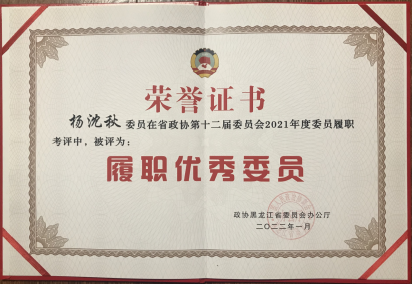 荣誉证书
杨沈秋 委员在省政协第十二届委员会2021年度委员履职
考评中，被评为：
履职优秀委员
政协黑龙江省委员会办公厅
二〇二二年一月